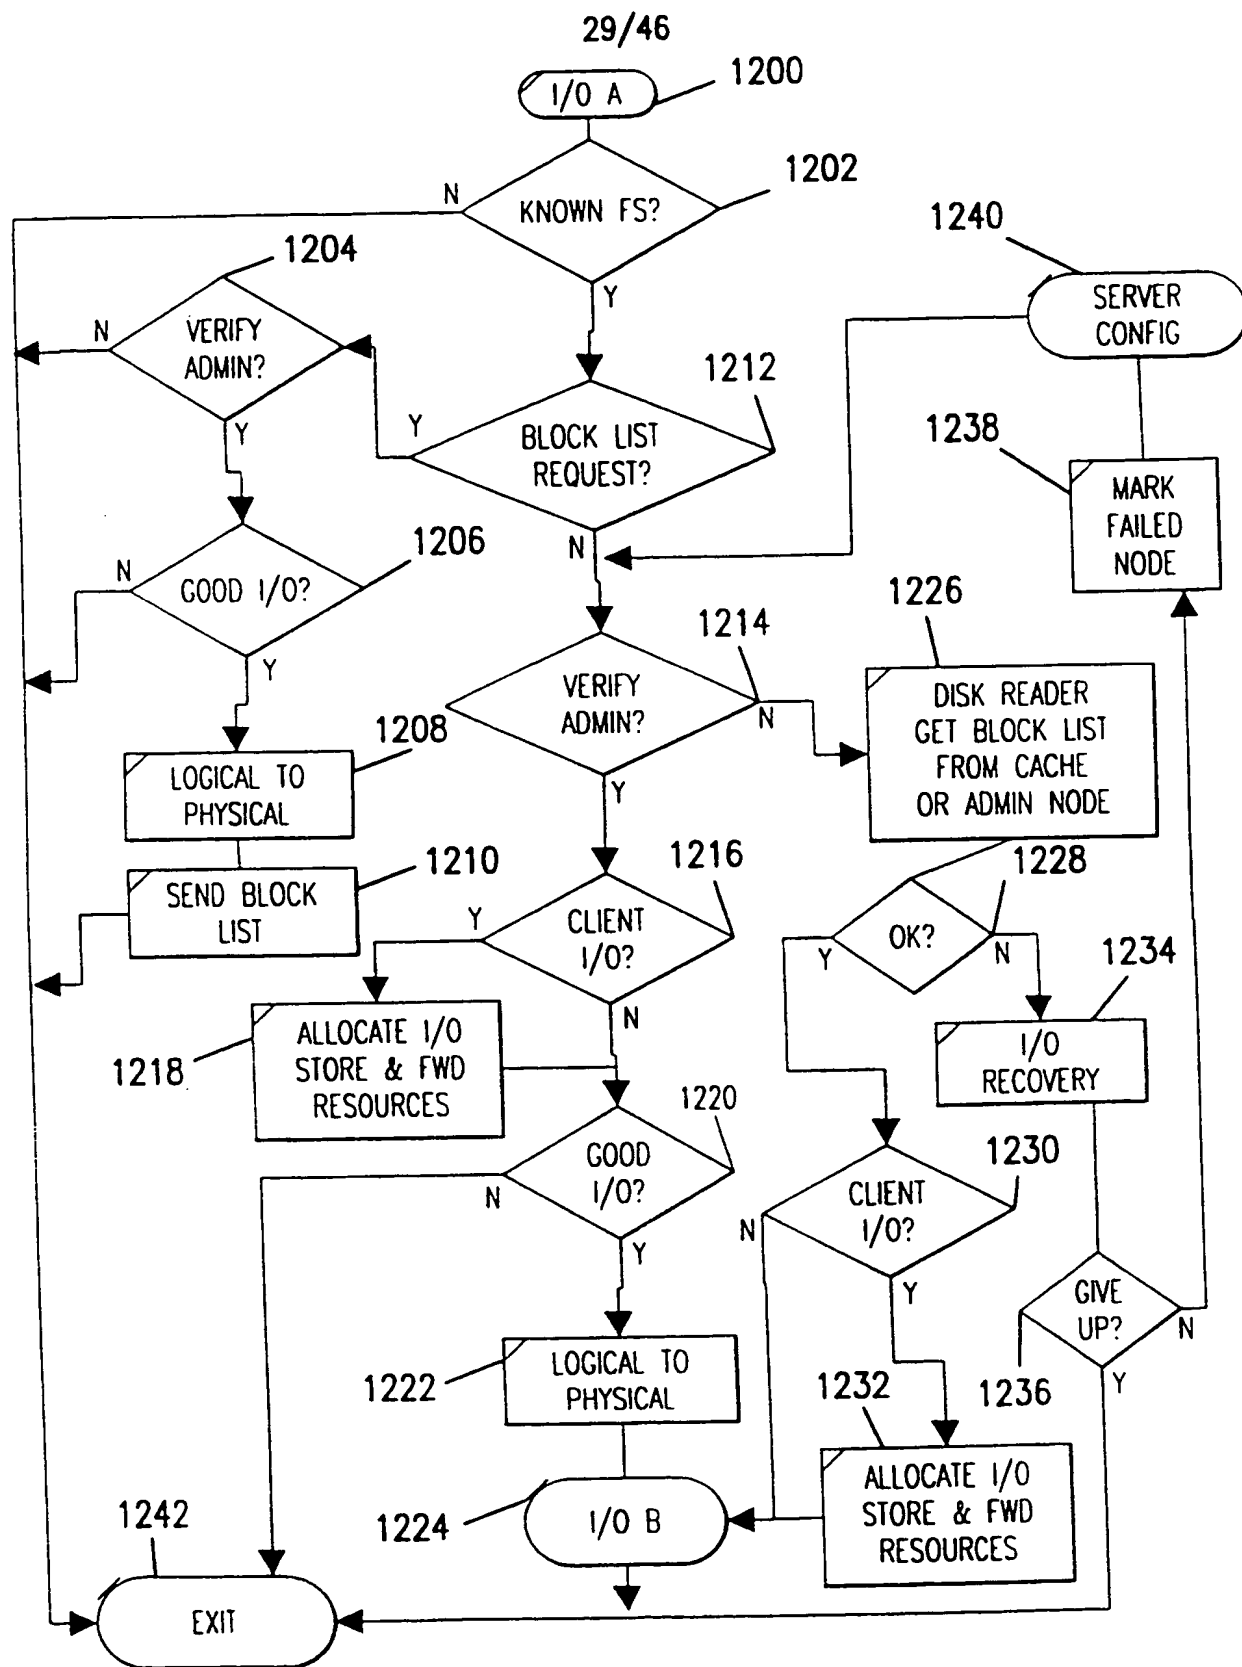 29/46
1200
I/O A
1202
N
KNOWN FS?
1240
1204
Y
SERVER
CONFIG
N
VERIFY
ADMIN?
1212
Y
Y
BLOCK LIST
REQUEST?
1238
MARK
FAILED
NODE
1206
N
N
GOOD I/O?
1226
1214
Y
VERIFY
ADMIN?
N
DISK READER
GET BLOCK LIST
FROM CACHE
OR ADMIN NODE
1208
LOGICAL TO
PHYSICAL
Y
1210
1216
1228
SEND BLOCK
LIST
Y
CLIENT
I/O?
Y
OK?
N
1234
N
1218
ALLOCATE I/O
STORE & FWD
RESOURCES
I/O
RECOVERY
1220
GOOD
I/O?
N
1230
CLIENT
I/O?
N
Y
Y
GIVE
UP?
N
1222
LOGICAL TO
PHYSICAL
1232
1236
Y
1242
1224
I/O B
ALLOCATE I/O
STORE & FWD
RESOURCES
EXIT